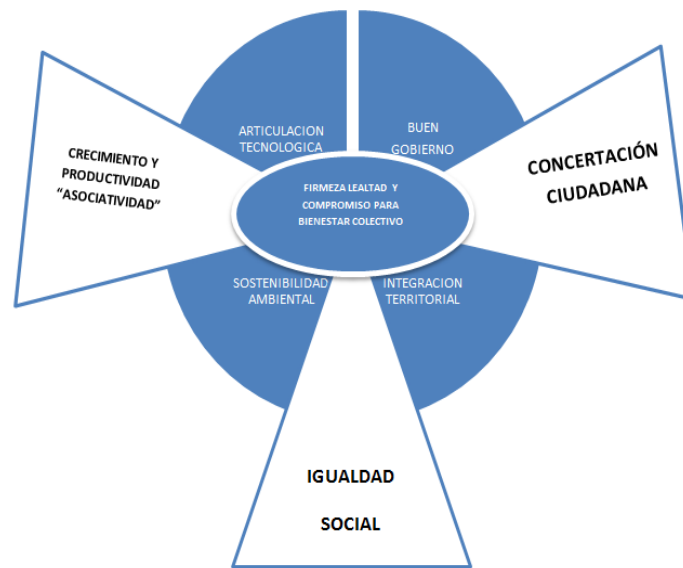 ARTICULACION
TECNOLOGICA
BUEN
GOBIERNO
CRECIMIENTO Y
PRODUCTIVIDAD
“ASOCIATIVIDAD”
FIRMEZA LEALTAD Y
COMPROMISO PARA
BIENESTAR COLECTIVO
CONCERTACIÓN
CIUDADANA
SOSTENIBILIDAD
AMBIENTAL
INTEGRACION
TERRITORIAL
IGUALDAD
SOCIAL